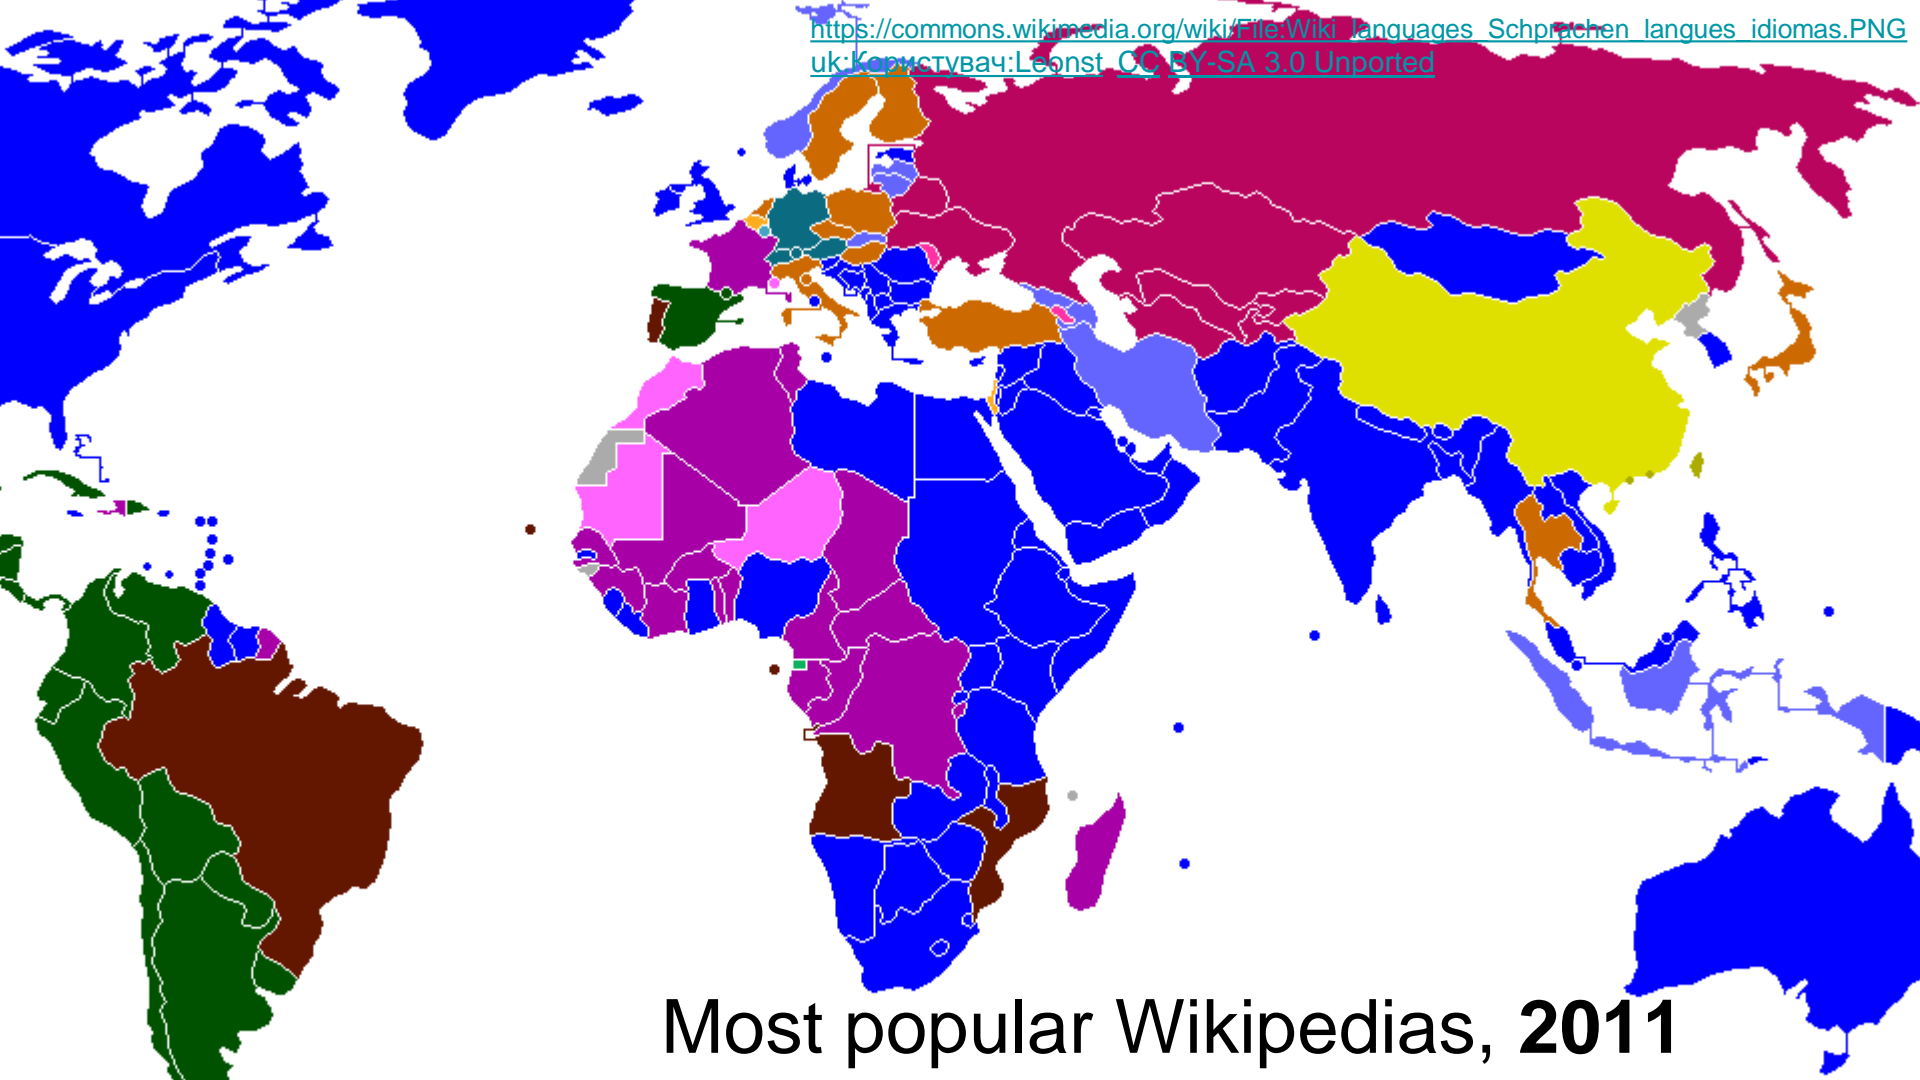 https://commons.wikimedia.org/wiki/File:Wiki_languages_Schprachen_langues_idiomas.PNG
uk:Користувач:Leonst, CC BY-SA 3.0 Unported
Most popular Wikipedias, 2011